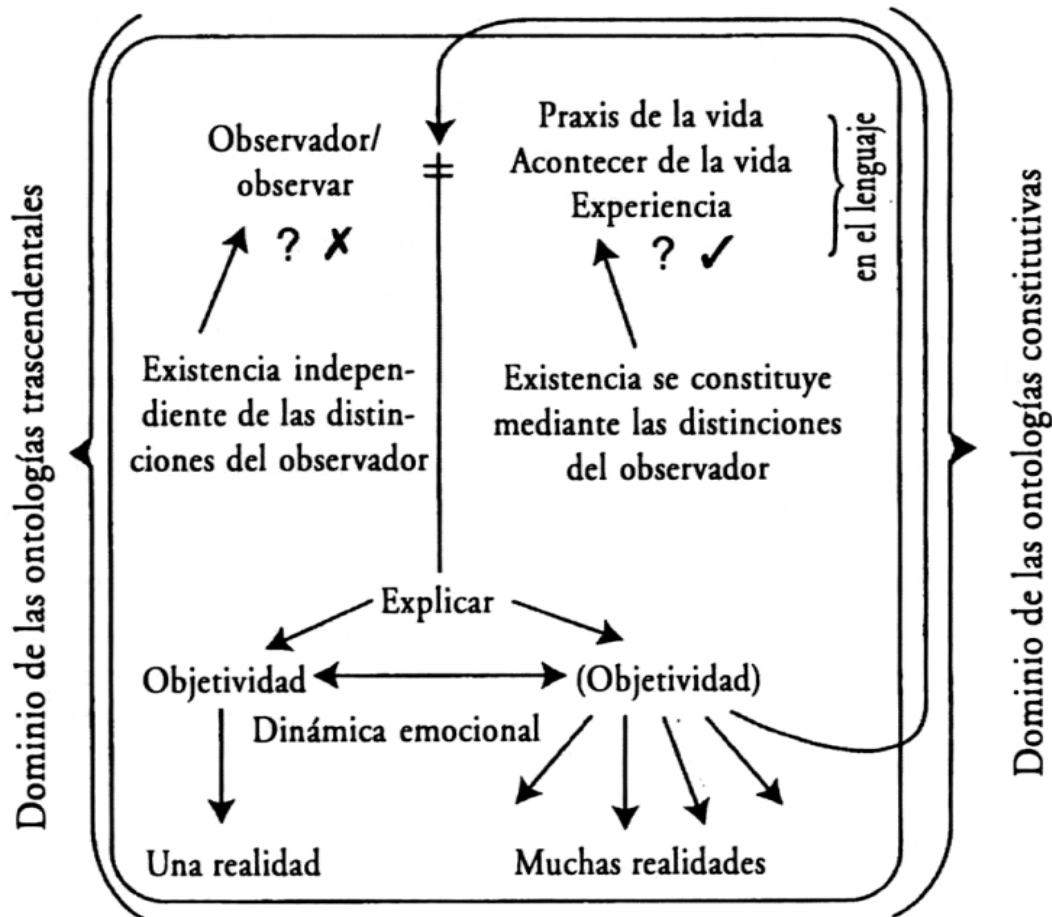 Dominio de las ontologías trascendentales
Observador/
observar
? ✗
Existencia indepen-
diente de las distin-
ciones del observador
Praxis de la vida
Acontecer de la vida
Experiencia
? ✓
en el lenguaje
Existencia se constituye
mediante las distinciones
del observador
Explicar
Objetividad
(Objetividad)
Dinámica emocional
Una realidad
Muchas realidades
Dominio de las ontologías constitutivas